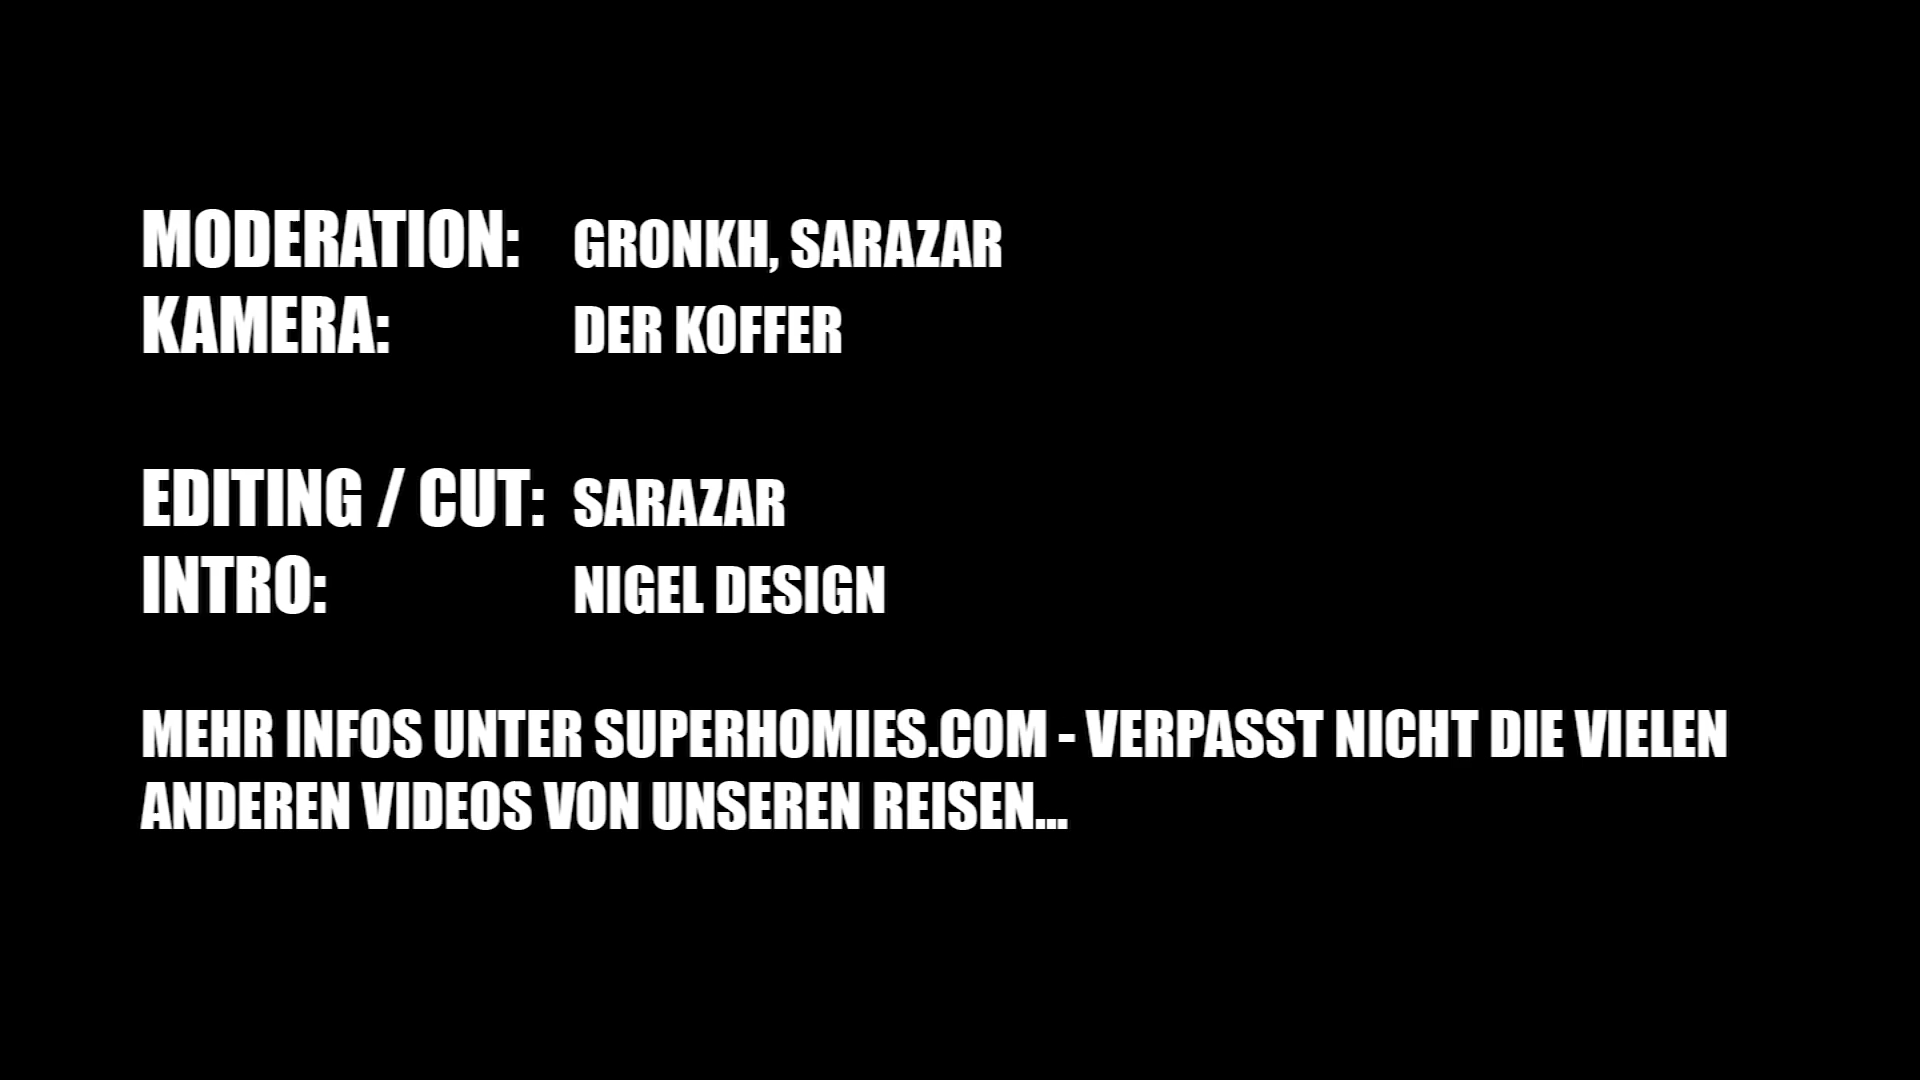 MODERATION: GRONKH, SARAZAR
KAMERA: DER KOFFER
EDITING / CUT: SARAZAR
INTRO: NIGEL DESIGN
MEHR INFOS UNTER SUPERHOMIES.COM - VERPASST NICHT DIE VIELEN
ANDEREN VIDEOS VON UNSEREN REISEN...